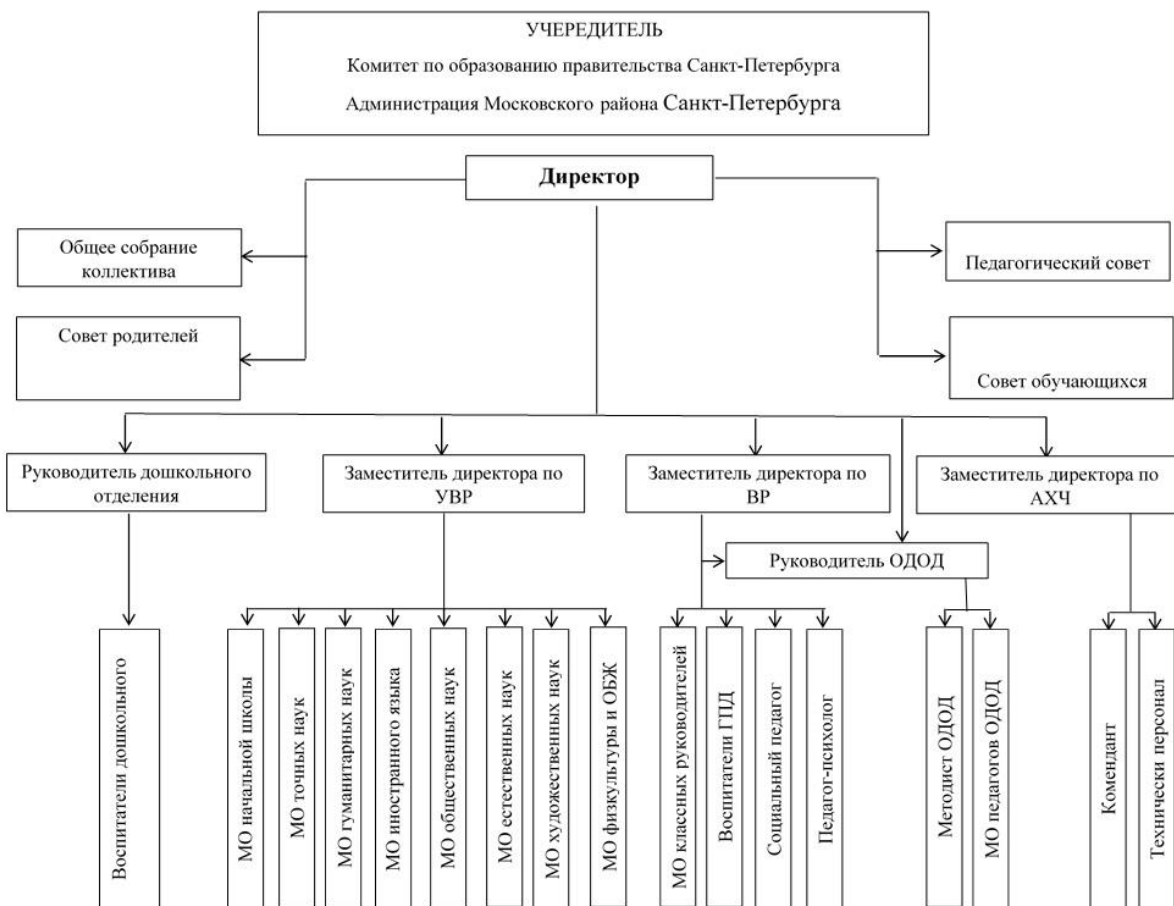 УЧЕРЕДИТЕЛЬ
Комитет по образованию правительства Санкт-Петербурга
Администрация Московского района Санкт-Петербурга
Директор
Общее собрание
коллектива
Педагогический совет
Совет родителей
Совет обучающихся
Руководитель дошкольного
отделения
Заместитель директора по
УВР
Заместитель директора по
ВР
Заместитель директора по
АХЧ
Руководитель ОДОД
Воспитатели дошкольного
МО начальной школы
МО точных наук
МО гуманитарных наук
МО иностранного языка
МО общественных наук
МО естественных наук
МО художественных наук
МО физкультуры и ОБЖ
МО классных руководителей
Воспитатели ГПД
Социальный педагог
Педагог-психолог
Методист ОДОД
МО педагогов ОДОД
Комендант
Технически персонал